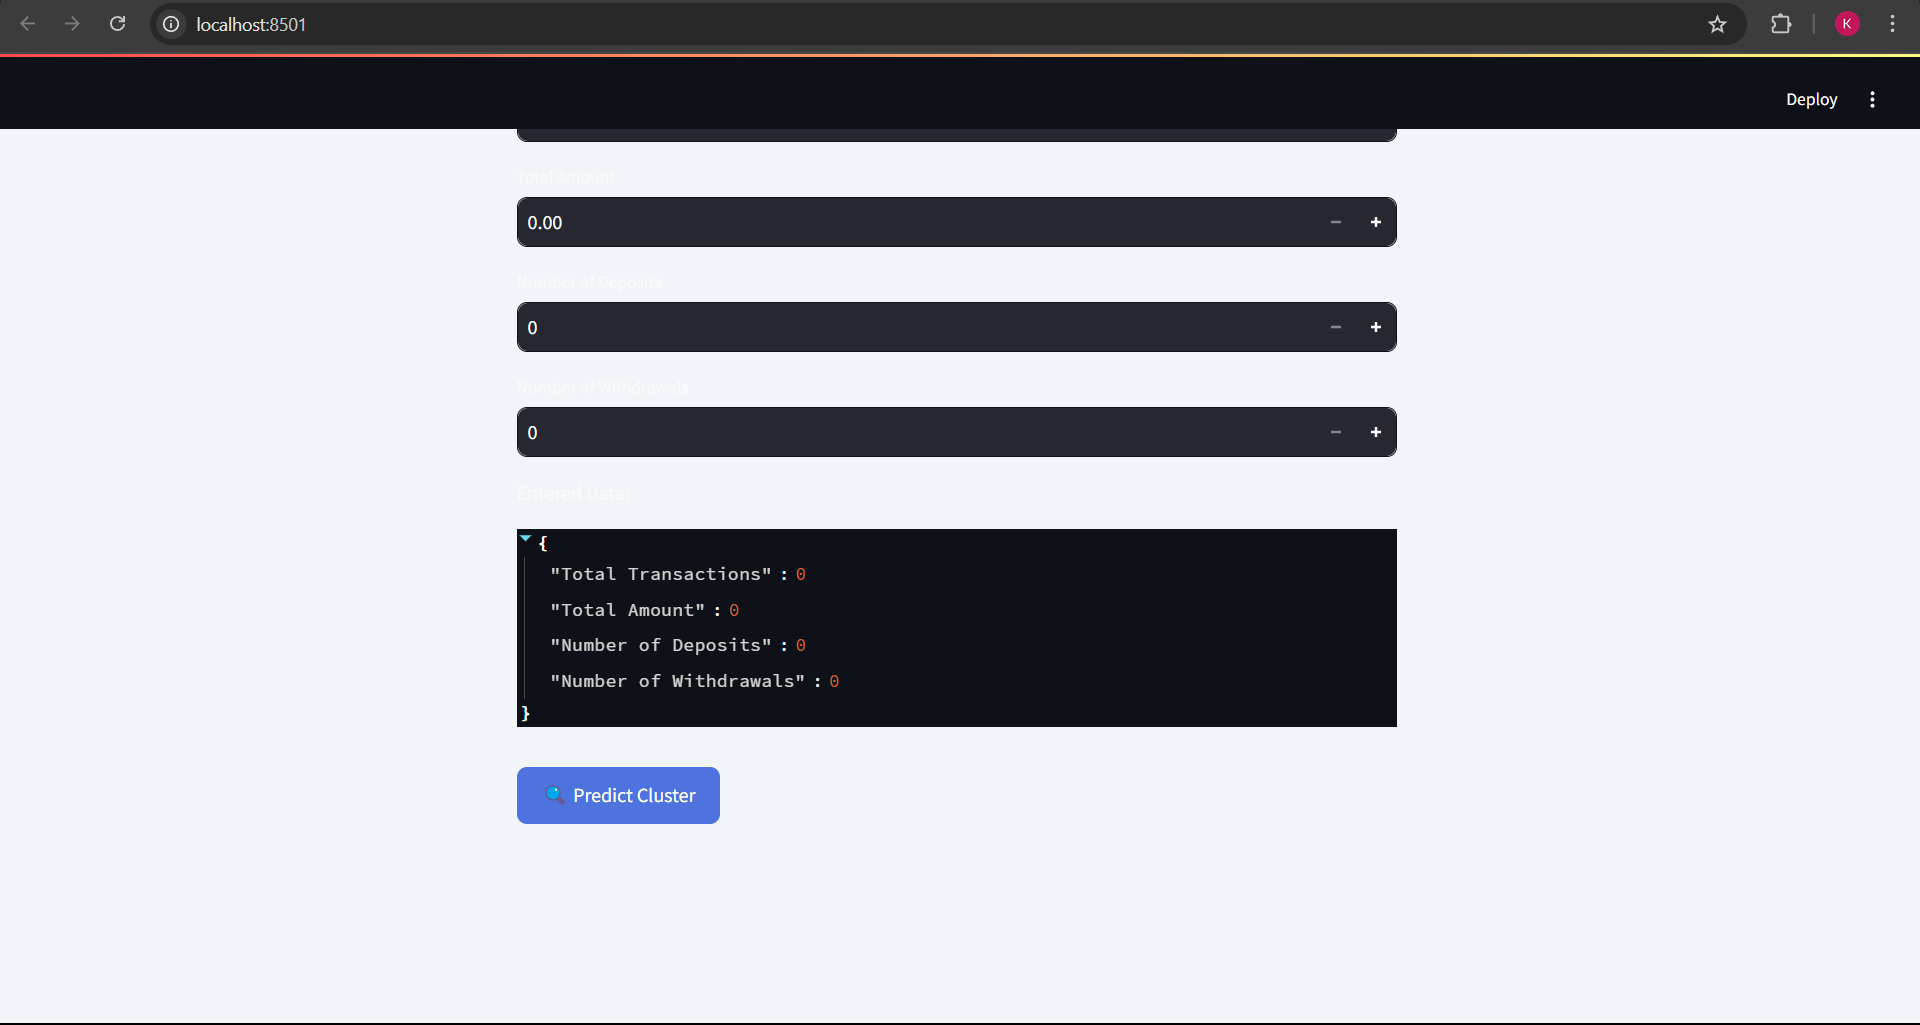 localhost:8501
K
Deploy
Total Amount
0.00
Number of Deposits
0
Number of Withdrawals
0
Entered Data:
{
"Total Transactions" : 0
"Total Amount" : 0
"Number of Deposits" : 0
"Number of Withdrawals" : 0
}
🔍 Predict Cluster